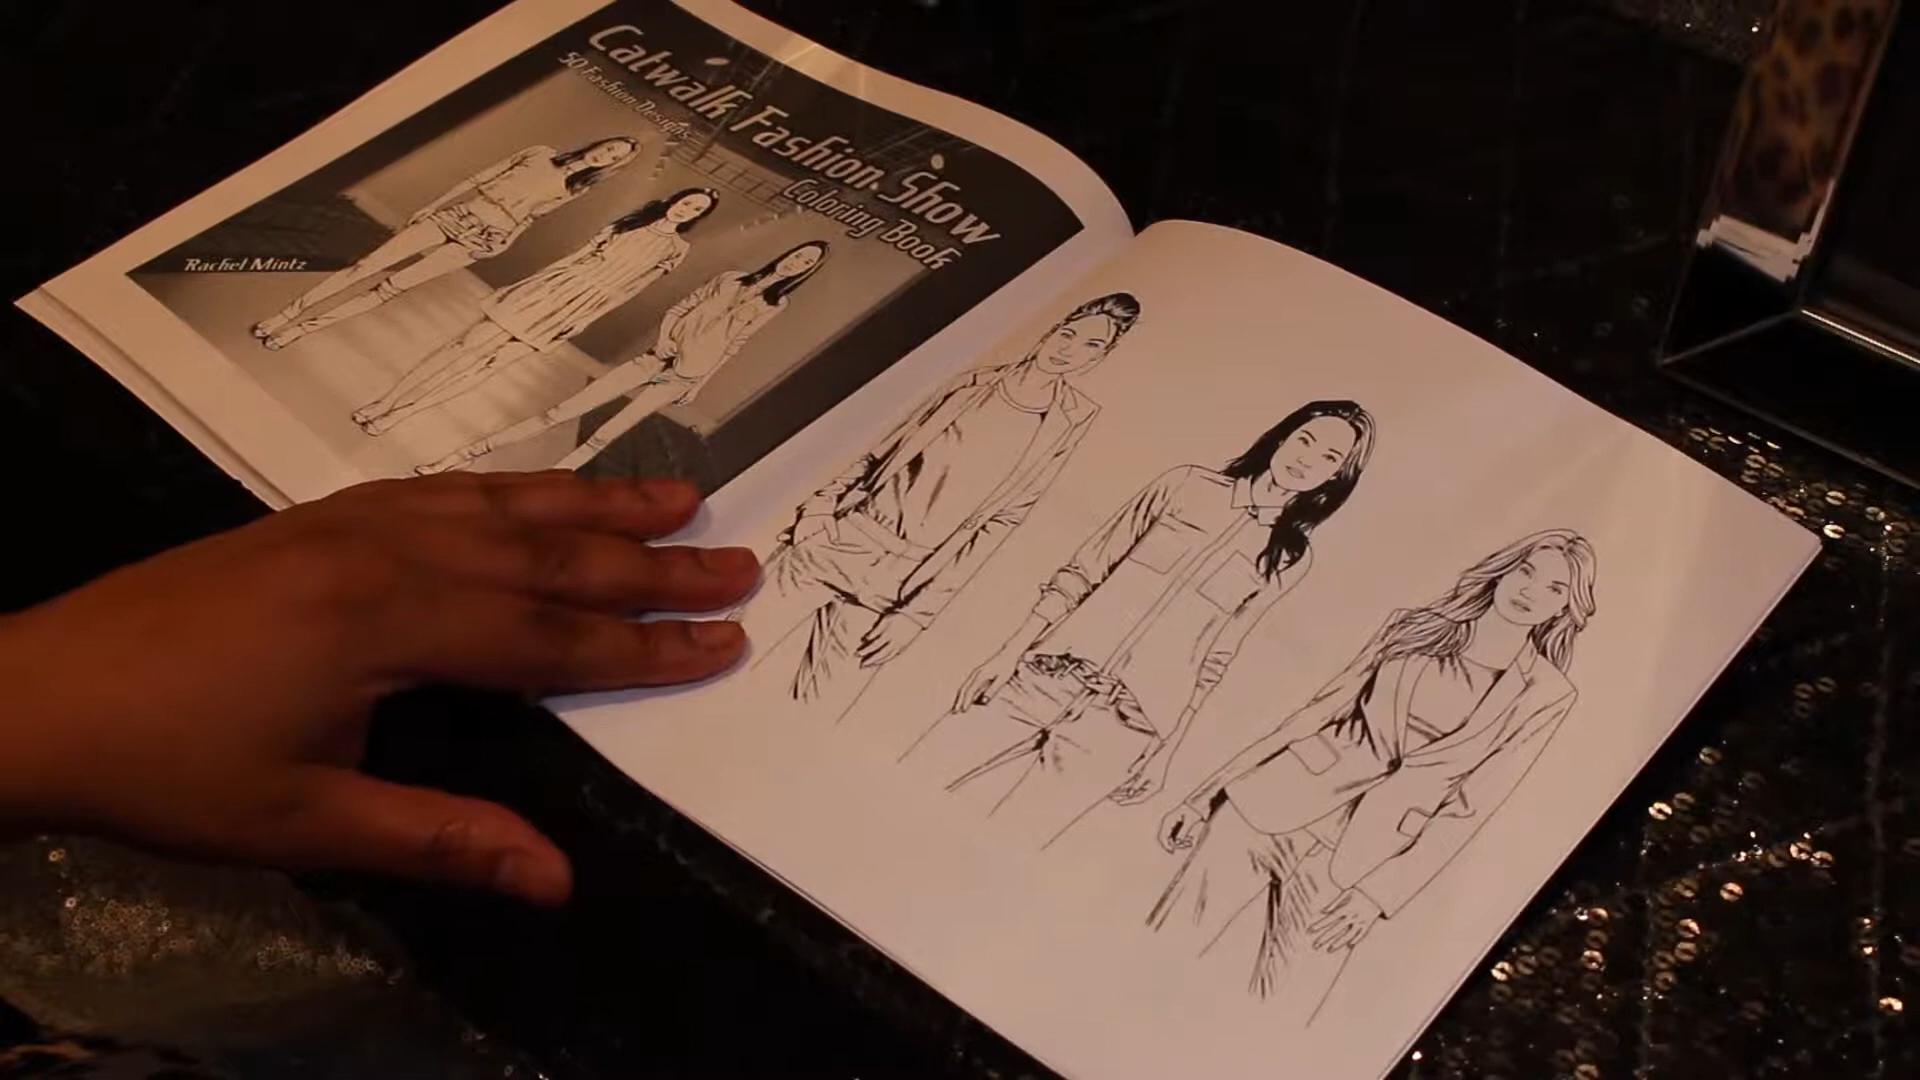 Catwalk Fashion Show
50 Fashion Designs
Coloring Book
Rachel Mintz